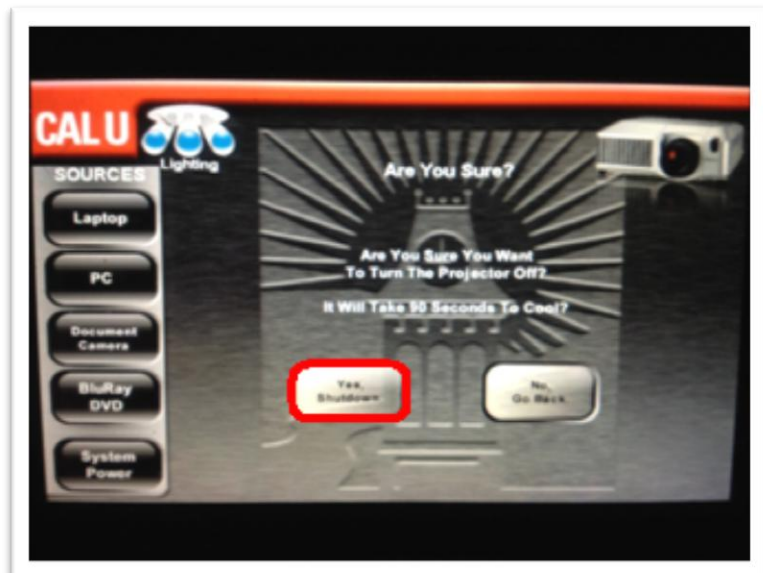 CAL U
Lighting
SOURCES
Laptop
PC
Document
Camera
BluRay
DVD
System
Power
Are You Sure?
Are You Sure You Want
To Turn The Projector Off?
It Will Take 90 Seconds To Cool?
Yes,
Shutdown
No,
Go Back